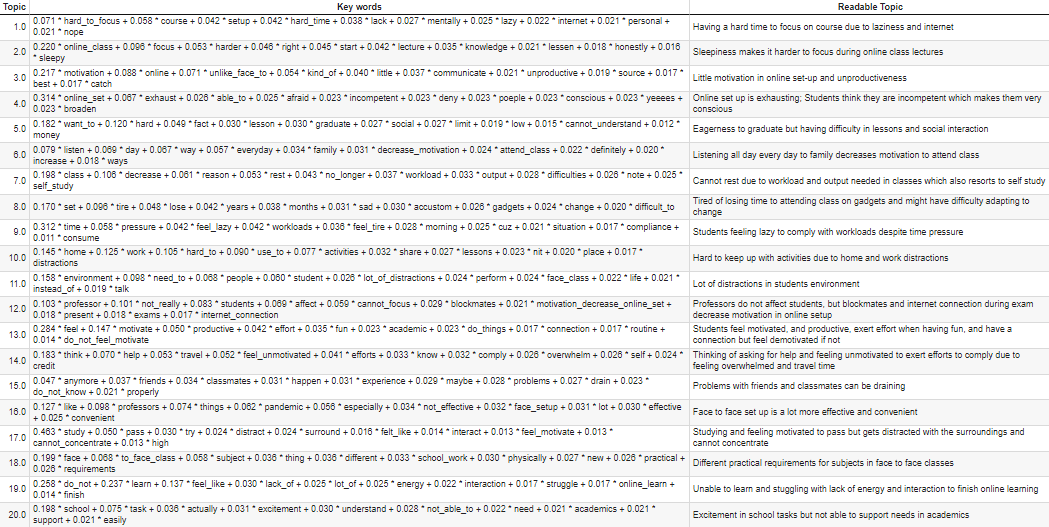 Topic Key words Readable Topic
1.0 0.071 * hard_to_focus + 0.058 * course + 0.042 * setup + 0.042 * hard_time + 0.038 * lack + 0.027 * mentally + 0.025 * lazy + 0.022 * internet + 0.021 * personal +
0.021 * nope
Having a hard time to focus on course due to laziness and internet
2.0 0.220 * online_class + 0.096 * focus + 0.053 * harder + 0.046 * right + 0.045 * start + 0.042 * lecture + 0.035 * knowledge + 0.021 * lessen + 0.018 * honestly + 0.016
* sleepy
Sleepiness makes it harder to focus during online class lectures
3.0 0.217 * motivation + 0.088 * online + 0.071 * unlike_face_to + 0.054 * kind_of + 0.040 * little + 0.037 * communicate + 0.021 * unproductive + 0.019 * source + 0.017 *
best + 0.017 * catch
Little motivation in online set-up and unproductiveness
4.0 0.314 * online_set + 0.067 * exhaust + 0.026 * able_to + 0.025 * afraid + 0.023 * incompetent + 0.023 * deny + 0.023 * poeple + 0.023 * conscious + 0.023 * yeeees +
0.023 * broaden
Online set up is exhausting; Students think they are incompetent which makes them very
conscious
5.0 0.182 * want_to + 0.120 * hard + 0.049 * fact + 0.030 * lesson + 0.030 * graduate + 0.027 * social + 0.027 * limit + 0.019 * low + 0.015 * cannot_understand + 0.012 *
money
Eagerness to graduate but having difficulty in lessons and social interaction
6.0 0.079 * listen + 0.069 * day + 0.067 * way + 0.057 * everyday + 0.034 * family + 0.031 * decrease_motivation + 0.024 * attend_class + 0.022 * definitely + 0.020 *
increase + 0.018 * ways
Listening all day every day to family decreases motivation to attend class
7.0 0.198 * class + 0.106 * decrease + 0.061 * reason + 0.053 * rest + 0.043 * no_longer + 0.037 * workload + 0.033 * output + 0.028 * difficulties + 0.026 * note + 0.025 *
self_study
Cannot rest due to workload and output needed in classes which also resorts to self study
8.0 0.170 * set + 0.096 * tire + 0.048 * lose + 0.042 * years + 0.038 * months + 0.031 * sad + 0.030 * accustom + 0.026 * gadgets + 0.024 * change + 0.020 * difficult_to
Tired of losing time to attending class on gadgets and might have difficulty adapting to
change
9.0 0.312 * time + 0.058 * pressure + 0.042 * feel_lazy + 0.042 * workloads + 0.036 * feel_tire + 0.028 * morning + 0.025 * cuz + 0.021 * situation + 0.017 * compliance +
0.011 * consume
Students feeling lazy to comply with workloads despite time pressure
10.0 0.145 * home + 0.125 * work + 0.105 * hard_to + 0.090 * use_to + 0.077 * activities + 0.032 * share + 0.027 * lessons + 0.023 * nit + 0.020 * place + 0.017 *
distractions
Hard to keep up with activities due to home and work distractions
11.0 0.158 * environment + 0.098 * need_to + 0.068 * people + 0.060 * student + 0.026 * lot_of_distractions + 0.024 * perform + 0.024 * face_class + 0.022 * life + 0.021 *
instead_of + 0.019 * talk
Lot of distractions in students environment
12.0 0.103 * professor + 0.101 * not_really + 0.083 * students + 0.069 * affect + 0.059 * cannot_focus + 0.029 * blockmates + 0.021 * motivation_decrease_online_set +
0.018 * present + 0.018 * exams + 0.017 * internet_connection
Professors do not affect students, but blockmates and internet connection during exam
decrease motivation in online setup
13.0 0.284 * feel + 0.147 * motivate + 0.050 * productive + 0.042 * effort + 0.035 * fun + 0.023 * academic + 0.023 * do_things + 0.017 * connection + 0.017 * routine +
0.014 * do_not_feel_motivate
Students feel motivated, and productive, exert effort when having fun, and have a
connection but feel demotivated if not
14.0 0.183 * think + 0.070 * help + 0.053 * travel + 0.052 * feel_unmotivated + 0.041 * efforts + 0.033 * know + 0.032 * comply + 0.026 * overwhelm + 0.026 * self + 0.024 *
credit
Thinking of asking for help and feeling unmotivated to exert efforts to comply due to
feeling overwhelmed and travel time
15.0 0.047 * anymore + 0.037 * friends + 0.034 * classmates + 0.031 * happen + 0.031 * experience + 0.029 * maybe + 0.028 * problems + 0.027 * drain + 0.023 *
do_not_know + 0.021 * properly
Problems with friends and classmates can be draining
16.0 0.127 * like + 0.098 * professors + 0.074 * things + 0.062 * pandemic + 0.056 * especially + 0.034 * not_effective + 0.032 * face_setup + 0.031 * lot + 0.030 * effective
+ 0.025 * convenient
Face to face set up is a lot more effective and convenient
17.0 0.463 * study + 0.050 * pass + 0.030 * try + 0.024 * distract + 0.024 * surround + 0.016 * felt_like + 0.014 * interact + 0.013 * feel_motivate + 0.013 *
cannot_concentrate + 0.013 * high
Studying and feeling motivated to pass but gets distracted with the surroundings and
cannot concentrate
18.0 0.199 * face + 0.068 * to_face_class + 0.058 * subject + 0.036 * thing + 0.036 * different + 0.033 * school_work + 0.030 * physically + 0.027 * new + 0.026 * practical +
0.026 * requirements
Different practical requirements for subjects in face to face classes
19.0 0.258 * do_not + 0.237 * learn + 0.137 * feel_like + 0.030 * lack_of + 0.025 * lot_of + 0.025 * energy + 0.022 * interaction + 0.017 * struggle + 0.017 * online_learn +
0.014 * finish
Unable to learn and stuggling with lack of energy and interaction to finish online learning
20.0 0.198 * school + 0.075 * task + 0.036 * actually + 0.031 * excitement + 0.030 * understand + 0.028 * not_able_to + 0.022 * need + 0.021 * academics + 0.021 *
support + 0.021 * easily
Excitement in school tasks but not able to support needs in academics